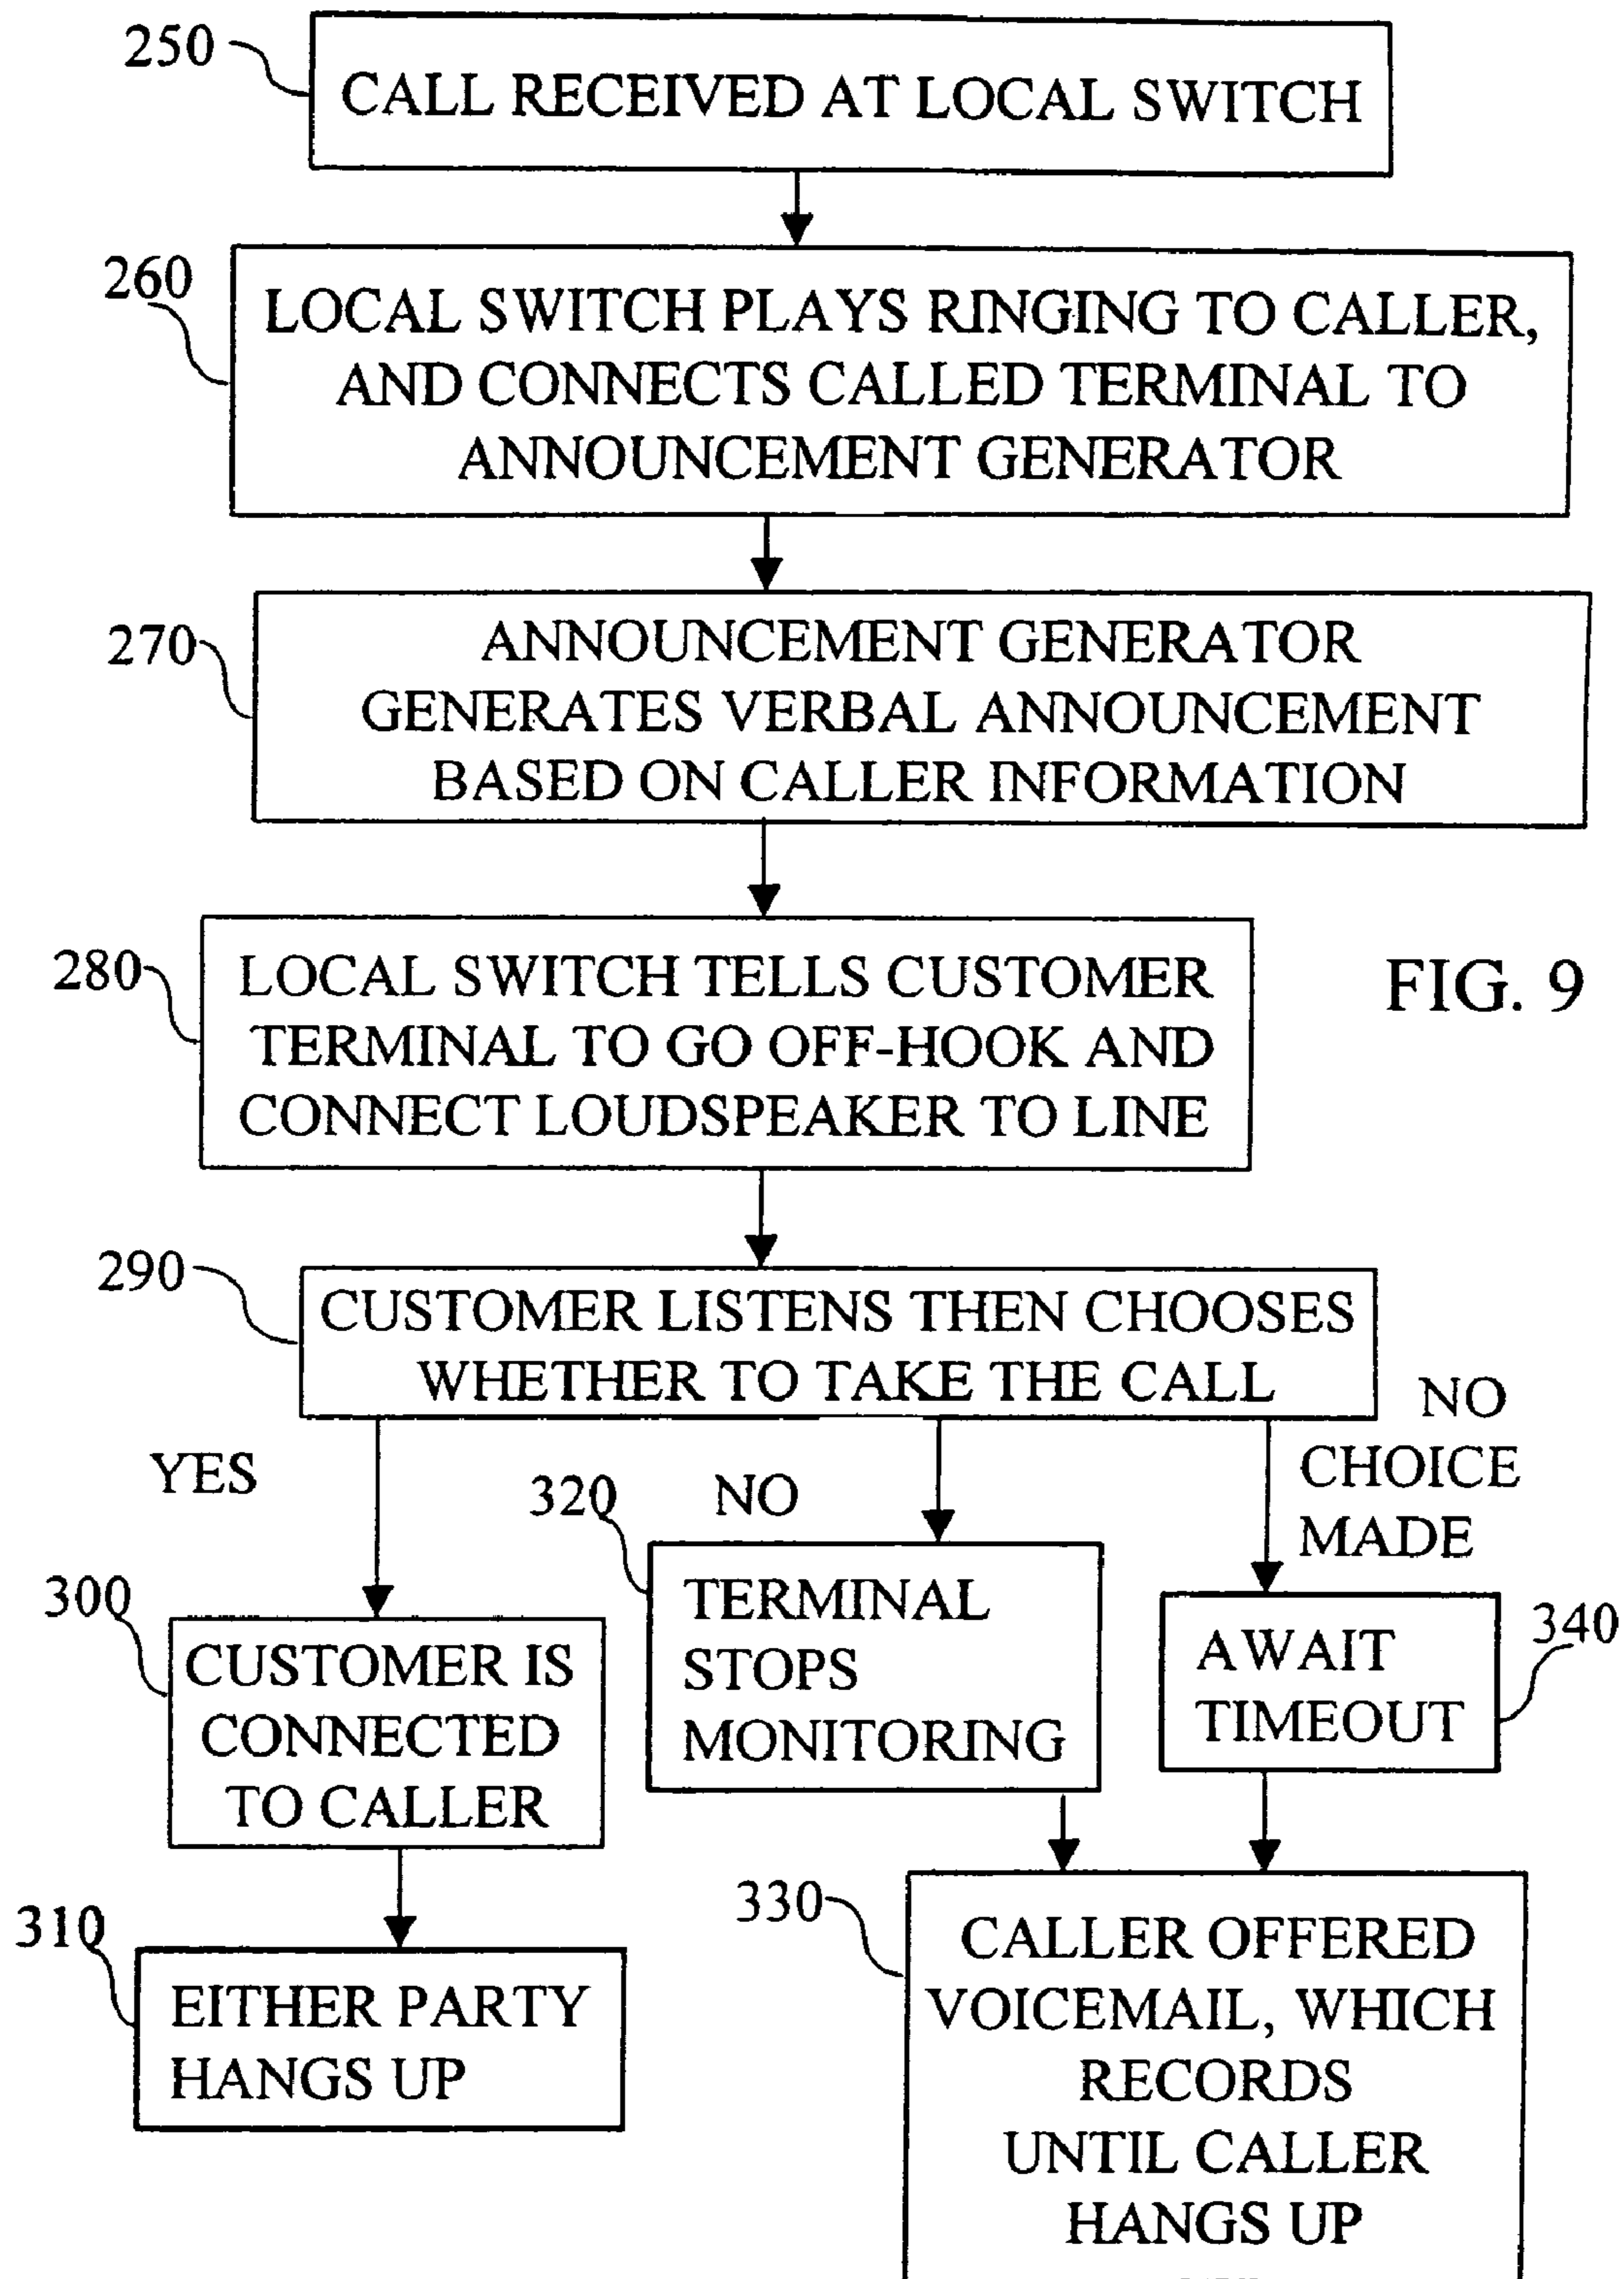 250
CALL RECEIVED AT LOCAL SWITCH
260
LOCAL SWITCH PLAYS RINGING TO CALLER,
AND CONNECTS CALLED TERMINAL TO
ANNOUNCEMENT GENERATOR
270
ANNOUNCEMENT GENERATOR
GENERATES VERBAL ANNOUNCEMENT
BASED ON CALLER INFORMATION
280
LOCAL SWITCH TELLS CUSTOMER
TERMINAL TO GO OFF-HOOK AND
CONNECT LOUDSPEAKER TO LINE
FIG. 9
290
CUSTOMER LISTENS THEN CHOOSES
WHETHER TO TAKE THE CALL
YES
NO
NO
CHOICE
MADE
300
CUSTOMER IS
CONNECTED
TO CALLER
320
TERMINAL
STOPS
MONITORING
340
AWAIT
TIMEOUT
310
EITHER PARTY
HANGS UP
330
CALLER OFFERED
VOICEMAIL, WHICH
RECORDS
UNTIL CALLER
HANGS UP